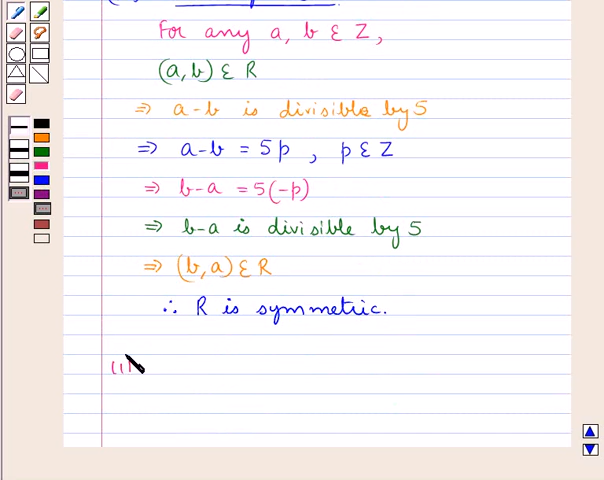 For any a, b ε Z,
(a, b) ε R
⇒ a-b is divisible by 5
⇒ a-b = 5p , p ε Z
⇒ b-a = 5(-p)
⇒ b-a is divisible by 5
⇒ (b, a) ε R
∴ R is symmetric.